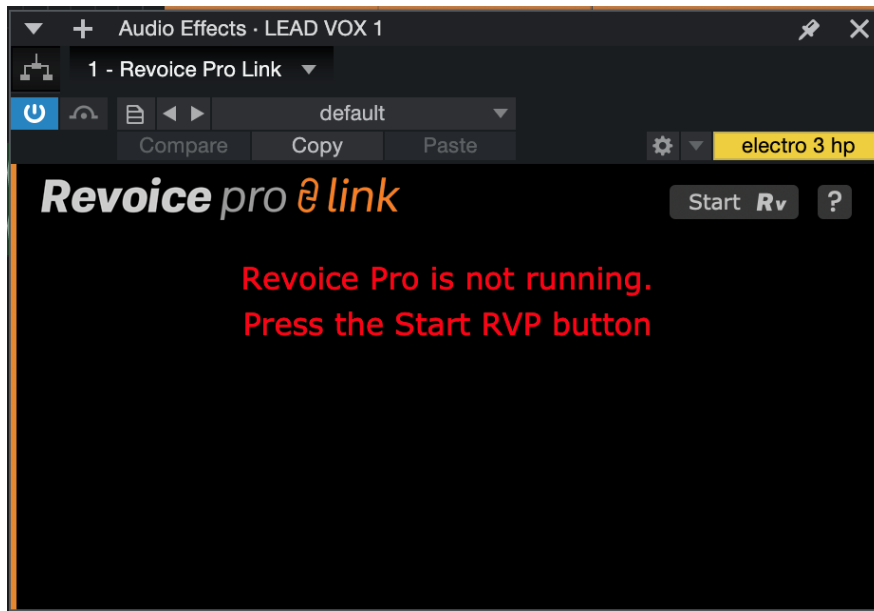 Audio Effects · LEAD VOX 1
1 - Revoice Pro Link
default
Compare Copy Paste electro 3 hp
Revoice pro link Start Rv ?
Revoice Pro is not running.
Press the Start RVP button